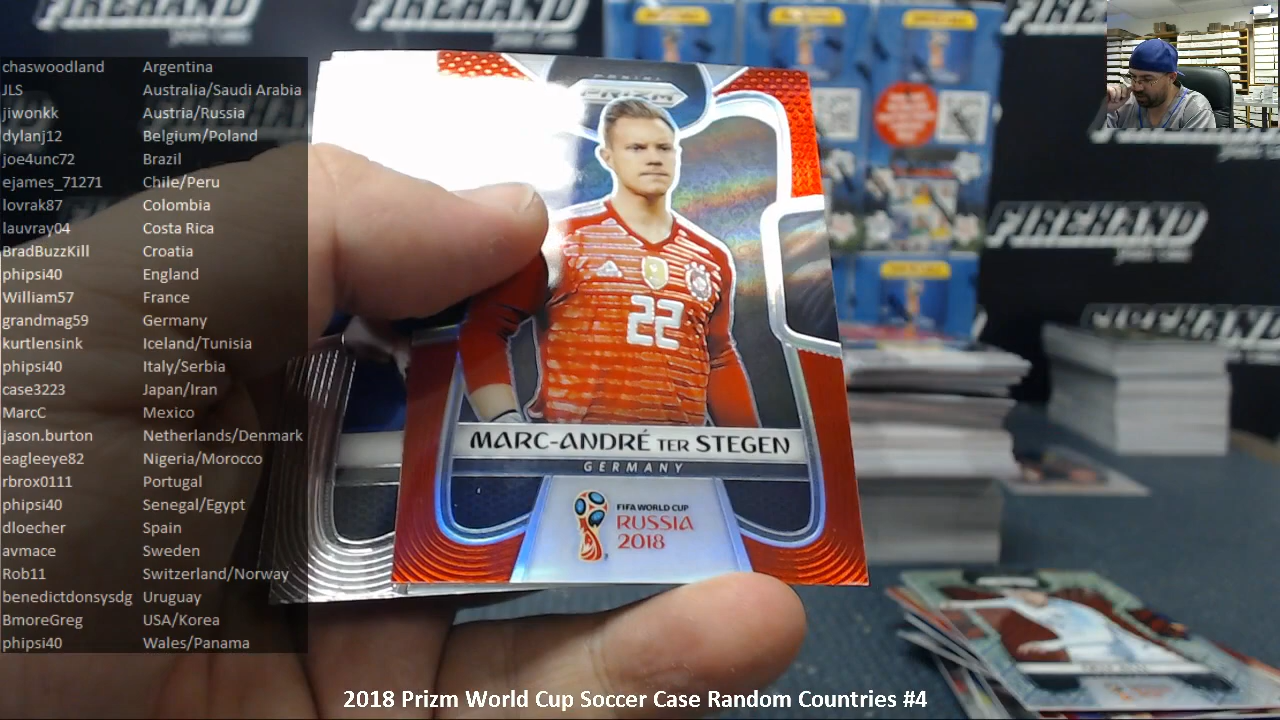 FIREHAND
FIREHAND
chaswoodland Argentina
JLS Australia/Saudi Arabia
jiwonkk Austria/Russia
dylanj12 Belgium/Poland
joe4unc72 Brazil
ejames_71271 Chile/Peru
lovrak87 Colombia
lauvray04 Costa Rica
BradBuzzKill Croatia
phipsi40 England
William57 France
grandmag59 Germany
kurtlensink Iceland/Tunisia
phipsi40 Italy/Serbia
case3223 Japan/Iran
MarcC Mexico
jason.burton Netherlands/Denmark
eagleeye82 Nigeria/Morocco
rbrox0111 Portugal
phipsi40 Senegal/Egypt
dloecher Spain
avmace Sweden
Rob11 Switzerland/Norway
benedictdonsysdg Uruguay
BmoreGreg USA/Korea
phipsi40 Wales/Panama
PANINI
PRIZM
22
MARC-ANDRÉ TER STEGEN
GERMANY
FIFA WORLD CUP
RUSSIA
2018
FIREHAND
FIREHAND
2018 Prizm World Cup Soccer Case Random Countries #4